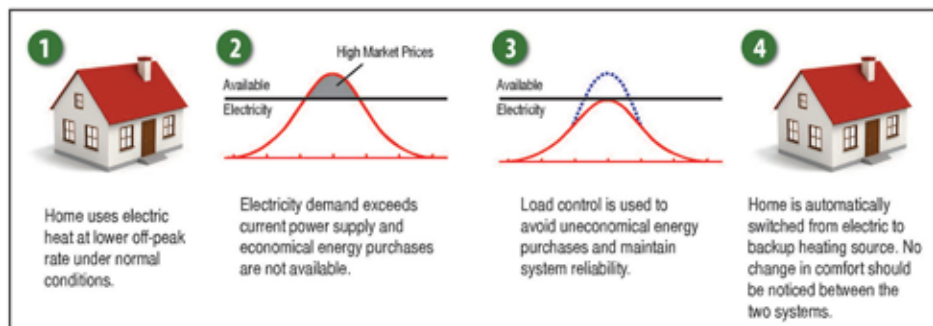 1
Home uses electric
heat at lower off-peak
rate under normal
conditions.
2
High Market Prices
Available
Electricity
Electricity demand exceeds
current power supply and
economical energy purchases
are not available.
3
Available
Electricity
Load control is used to
avoid uneconomical energy
purchases and maintain
system reliability.
4
Home is automatically
switched from electric to
backup heating source. No
change in comfort should
be noticed between the
two systems.